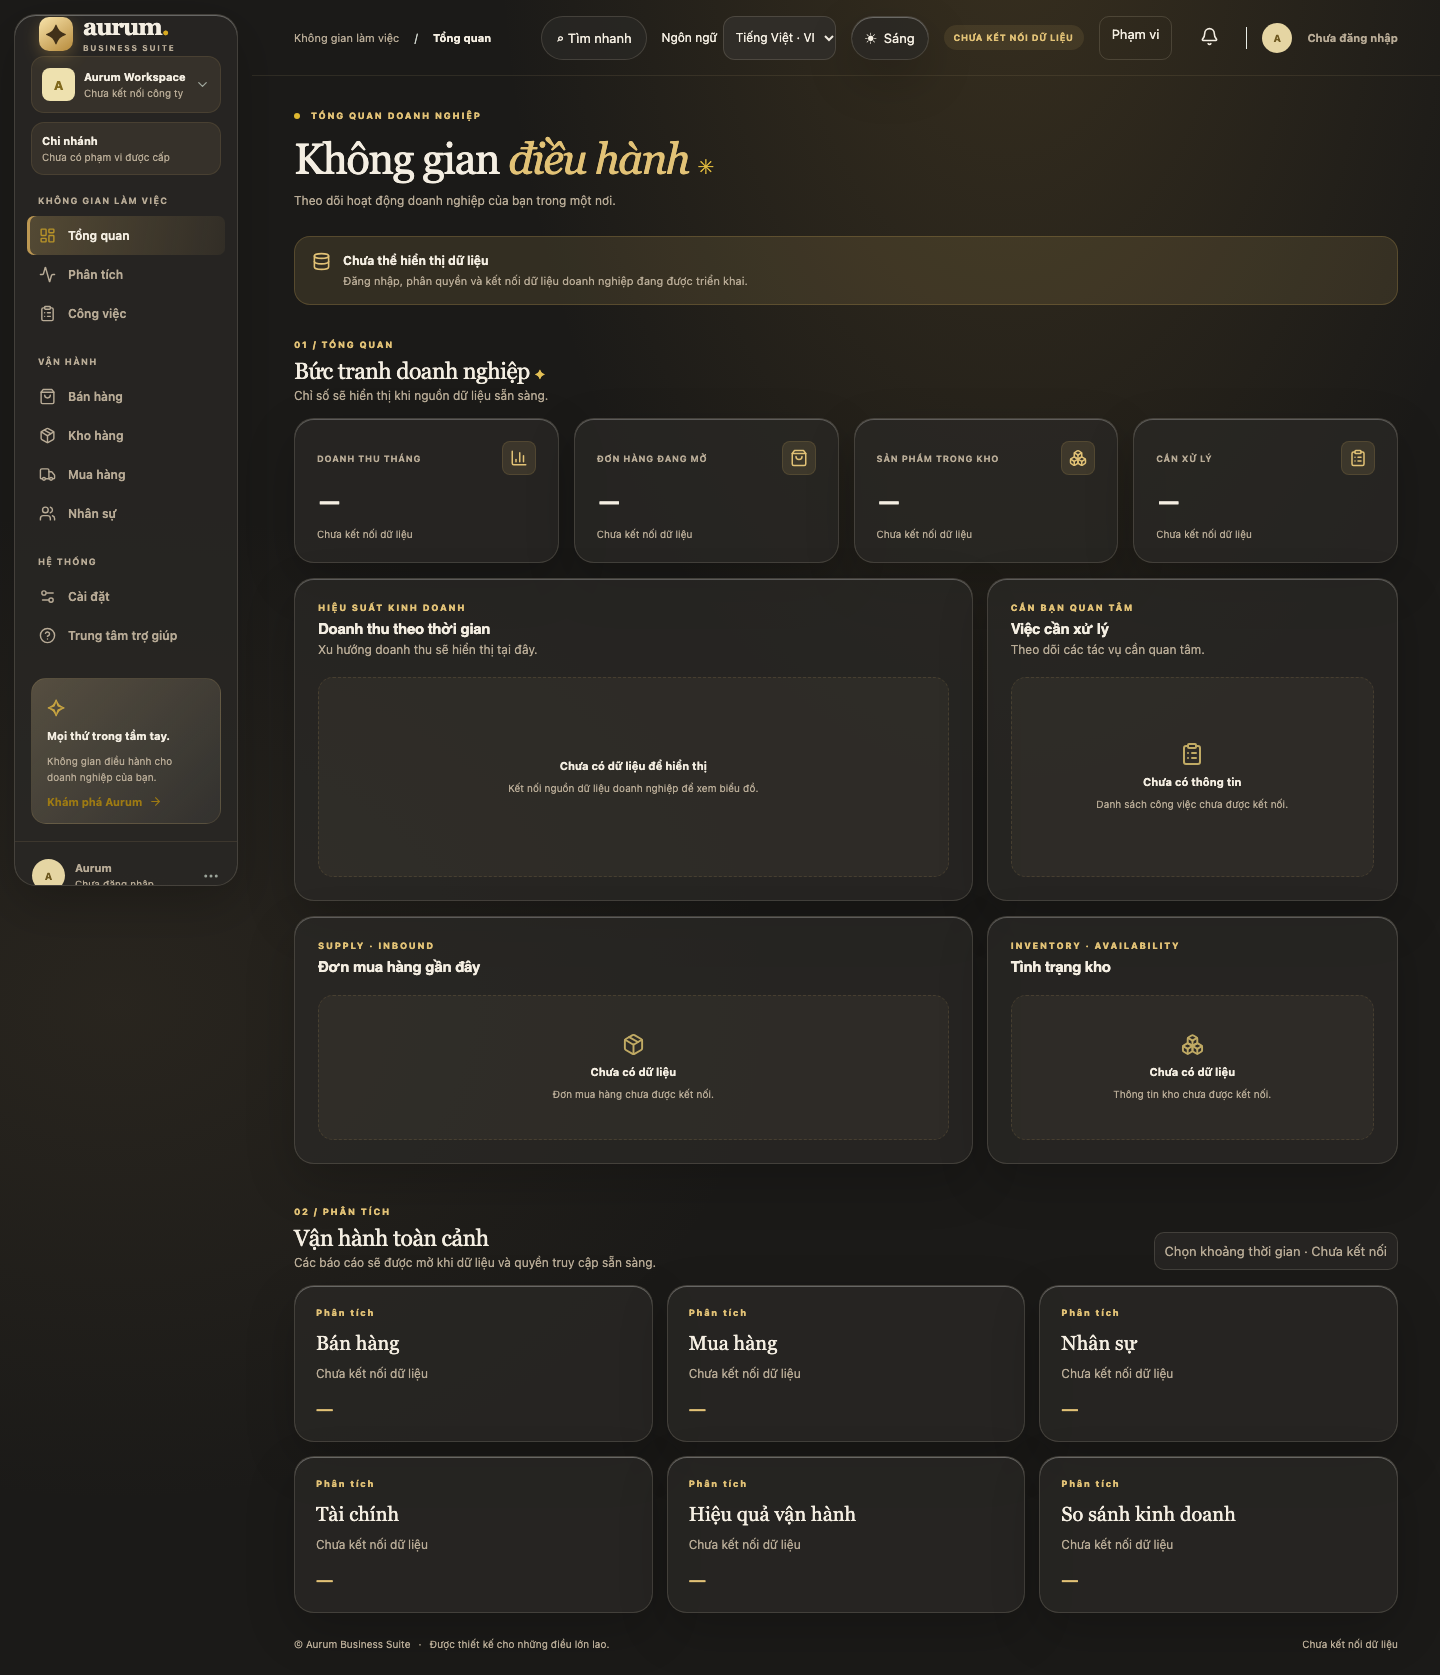 aurum.
BUSINESS SUITE
A
Aurum Workspace
Chưa kết nối công ty
Chi nhánh
Chưa có phạm vi được cấp
KHÔNG GIAN LÀM VIỆC
Tổng quan
Phân tích
Công việc
VẬN HÀNH
Bán hàng
Kho hàng
Mua hàng
Nhân sự
HỆ THỐNG
Cài đặt
Trung tâm trợ giúp
Mọi thứ trong tầm tay.
Không gian điều hành cho
doanh nghiệp của bạn.
Khám phá Aurum →
A
Aurum
Chưa đăng nhập
Không gian làm việc / Tổng quan
Tìm nhanh
Ngôn ngữ
Tiếng Việt · VI
Sáng
CHƯA KẾT NỐI DỮ LIỆU
Phạm vi
A
Chưa đăng nhập
TỔNG QUAN DOANH NGHIỆP
Không gian điều hành
Theo dõi hoạt động doanh nghiệp của bạn trong một nơi.
Chưa thể hiển thị dữ liệu
Đăng nhập, phân quyền và kết nối dữ liệu doanh nghiệp đang được triển khai.
01 / TỔNG QUAN
Bức tranh doanh nghiệp
Chỉ số sẽ hiển thị khi nguồn dữ liệu sẵn sàng.
DOANH THU THÁNG
—
Chưa kết nối dữ liệu
ĐƠN HÀNG ĐANG MỞ
—
Chưa kết nối dữ liệu
SẢN PHẨM TRONG KHO
—
Chưa kết nối dữ liệu
CẦN XỬ LÝ
—
Chưa kết nối dữ liệu
HIỆU SUẤT KINH DOANH
Doanh thu theo thời gian
Xu hướng doanh thu sẽ hiển thị tại đây.
Chưa có dữ liệu để hiển thị
Kết nối nguồn dữ liệu doanh nghiệp để xem biểu đồ.
CẦN BẠN QUAN TÂM
Việc cần xử lý
Theo dõi các tác vụ cần quan tâm.
Chưa có thông tin
Danh sách công việc chưa được kết nối.
SUPPLY · INBOUND
Đơn mua hàng gần đây
Chưa có dữ liệu
Đơn mua hàng chưa được kết nối.
INVENTORY · AVAILABILITY
Tình trạng kho
Chưa có dữ liệu
Thông tin kho chưa được kết nối.
02 / PHÂN TÍCH
Vận hành toàn cảnh
Các báo cáo sẽ được mở khi dữ liệu và quyền truy cập sẵn sàng.
Chọn khoảng thời gian · Chưa kết nối
Phân tích
Bán hàng
Chưa kết nối dữ liệu
—
Phân tích
Mua hàng
Chưa kết nối dữ liệu
—
Phân tích
Nhân sự
Chưa kết nối dữ liệu
—
Phân tích
Tài chính
Chưa kết nối dữ liệu
—
Phân tích
Hiệu quả vận hành
Chưa kết nối dữ liệu
—
Phân tích
So sánh kinh doanh
Chưa kết nối dữ liệu
—
© Aurum Business Suite · Được thiết kế cho những điều lớn lao.
Chưa kết nối dữ liệu